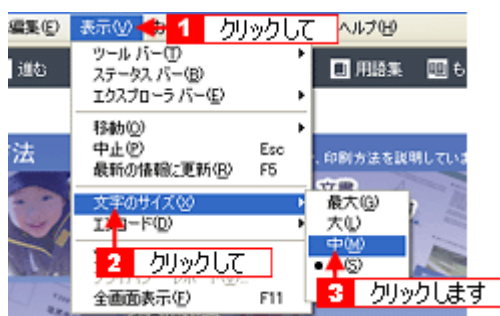 編集(E) 表示(V) 1 クリックして ヘルプ(H)
進む
ツール バー(T)
ステータス バー(B)
エクスプローラ バー(E)
用語集
も
移動(O)
中止(P) Esc
最新の情報に更新(R) F5
方法
印刷方法を説明してい
文字のサイズ(X)
エンコード(D)
文書
最大(G)
大(L)
中(M)
(S)
2 クリックして
全画面表示(F) F11
3 クリックします